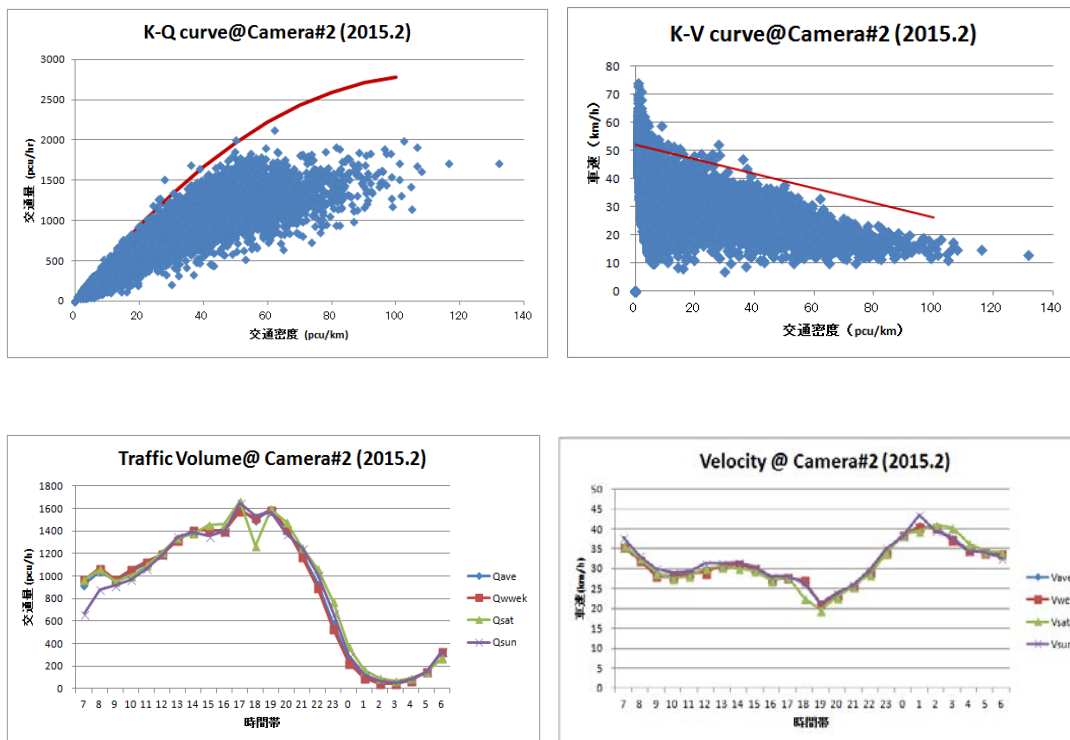 K-Q curve@Camera#2 (2015.2)
3000
2500
2000
1500
1000
500
0
交通量 (pcu/hr)
0 20 40 60 80 100 120 140
交通密度 (pcu/km)
K-V curve@Camera#2 (2015.2)
80
70
60
50
40
30
20
10
0
車速 (km/h)
0 20 40 60 80 100 120 140
交通密度 (pcu/km)
Traffic Volume@ Camera#2 (2015.2)
1800
1600
1400
1200
1000
800
600
400
200
0
交通量(pcu/h)
7 8 9 10 11 12 13 14 15 16 17 18 19 20 21 22 23 0 1 2 3 4 5 6
時間帯
Qave
Qwwek
Qsat
Qsun
Velocity @ Camera#2 (2015.2)
50
45
40
35
30
25
20
15
10
5
0
車速(km/h)
7 8 9 10 11 12 13 14 15 16 17 18 19 20 21 22 23 0 1 2 3 4 5 6
時間帯
Vave
Vwe
Vsat
Vsun